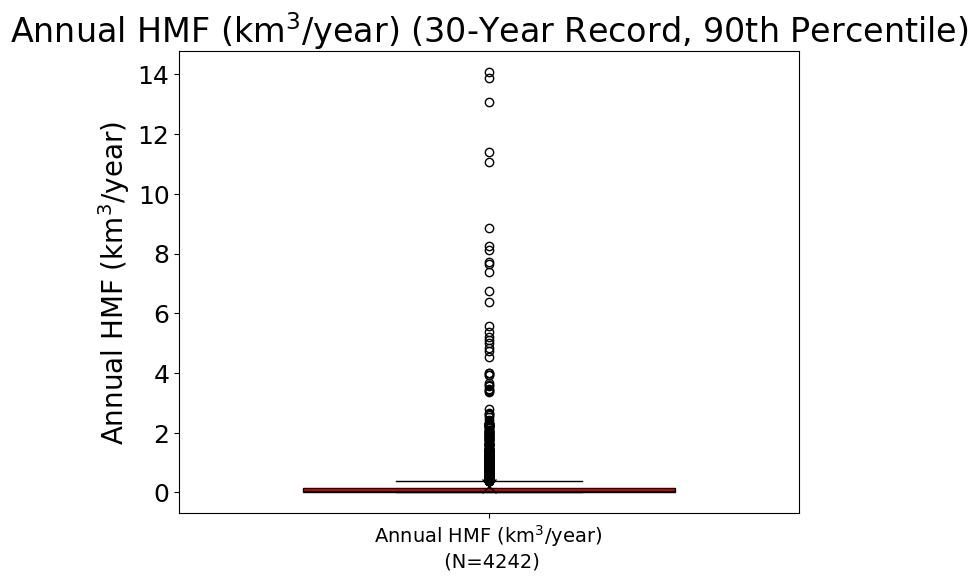 Annual HMF (km³/year) (30-Year Record, 90th Percentile)
14
12
10
8
6
4
2
0
Annual HMF (km³/year)
Annual HMF (km³/year)
(N=4242)